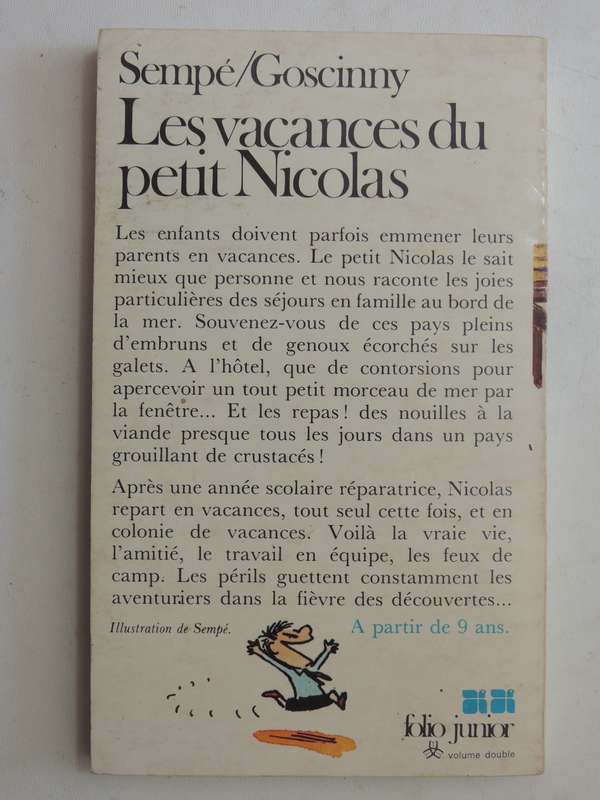 Sempé/Goscinny
Les vacances du
petit Nicolas
Les enfants doivent parfois emmener leurs
parents en vacances. Le petit Nicolas le sait
mieux que personne et nous raconte les joies
particulières des séjours en famille au bord de
la mer. Souvenez-vous de ces pays pleins
d'embruns et de genoux écorchés sur les
galets. A l'hôtel, que de contorsions pour
apercevoir un tout petit morceau de mer par
la fenêtre... Et les repas! des nouilles à la
viande presque tous les jours dans un pays
grouillant de crustacés!
Après une année scolaire réparatrice, Nicolas
repart en vacances, tout seul cette fois, et en
colonie de vacances. Voilà la vraie vie,
l'amitié, le travail en équipe, les feux de
camp. Les périls guettent constamment les
aventuriers dans la fièvre des découvertes...
Illustration de Sempé.
A partir de 9 ans.
folio junior
volume double